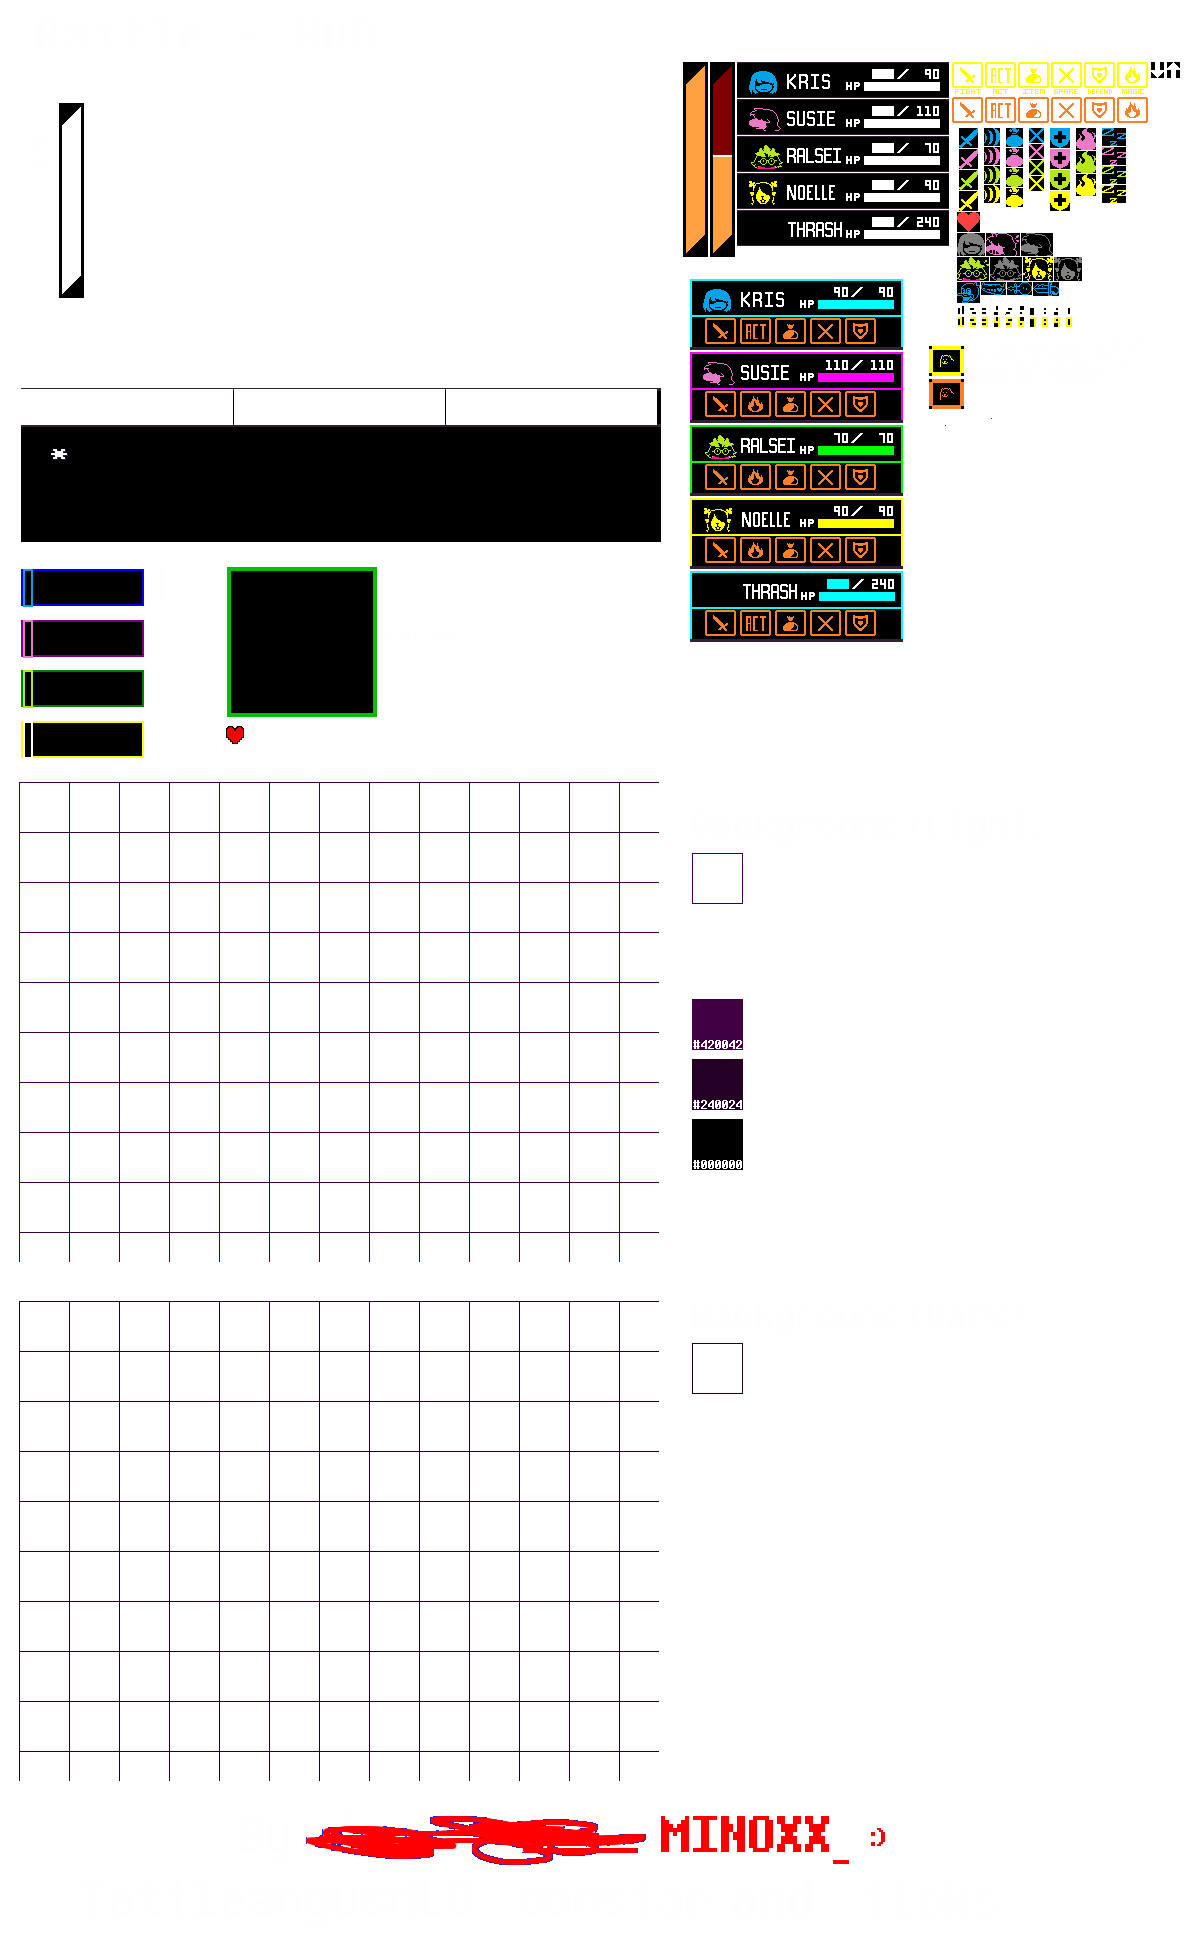 KRIS HP / 90
SUSIE HP / 110
RALSEI HP / 70
NOELLE HP / 90
THRASH HP / 240
ACT
FIGHT ACT ITEM SPARE DEFEND MAGIC
ACT
KRIS HP 90 / 90
ACT
SUSIE HP 110 / 110
RALSEI HP 70 / 70
NOELLE HP 90 / 90
THRASH HP / 240
ACT
*
#420042
#240024
#000000
MINOXX_ :)